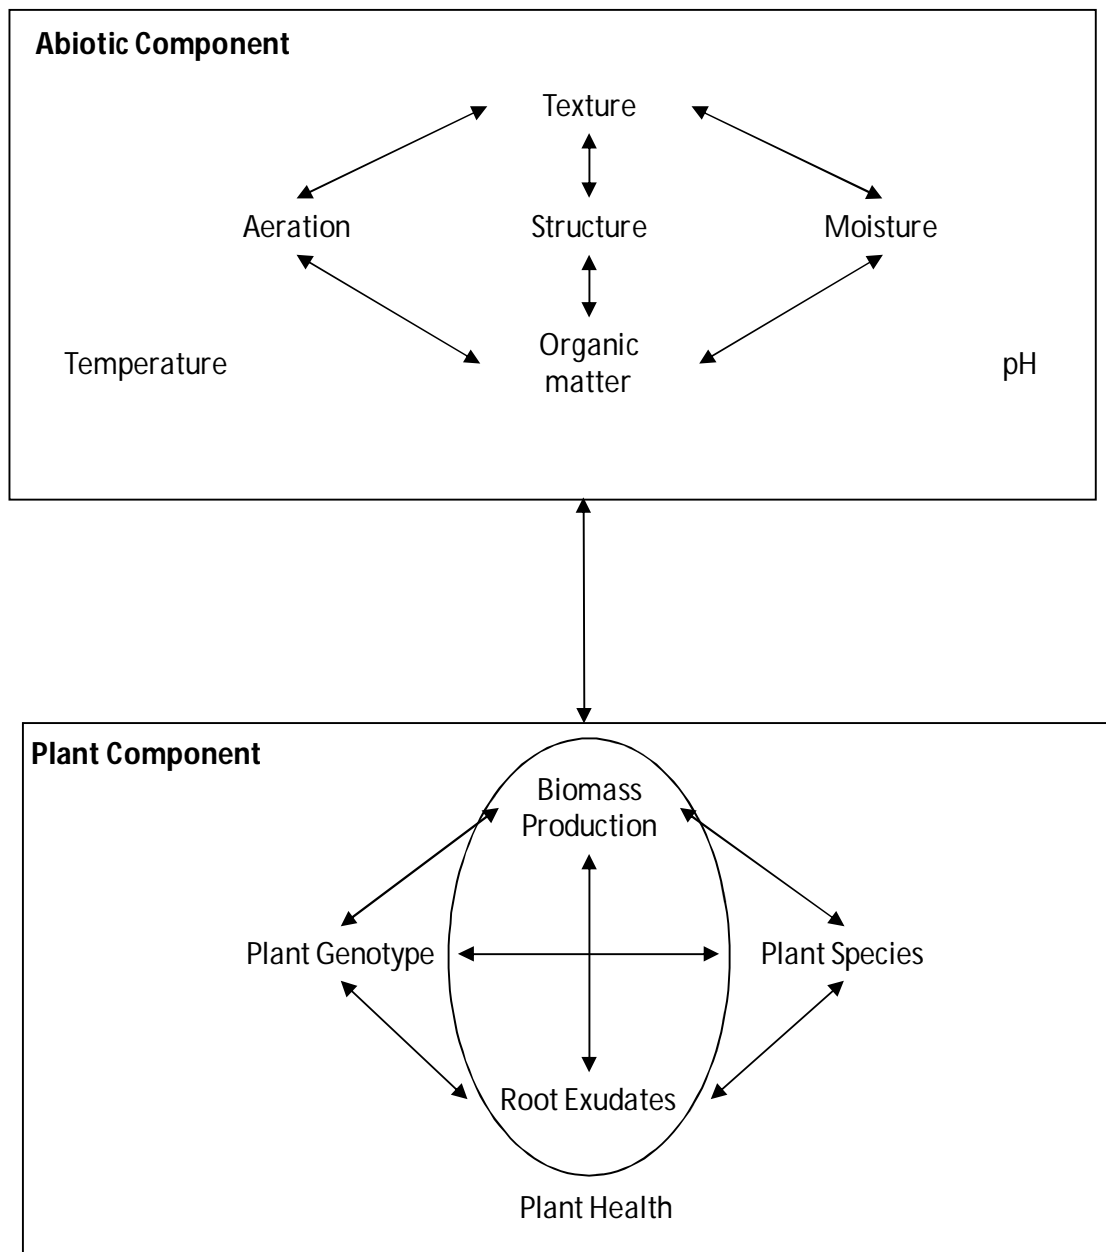 Abiotic Component
Texture
Aeration
Structure
Moisture
Temperature
Organic
matter
pH
Plant Component
Biomass
Production
Plant Genotype
Plant Species
Root Exudates
Plant Health